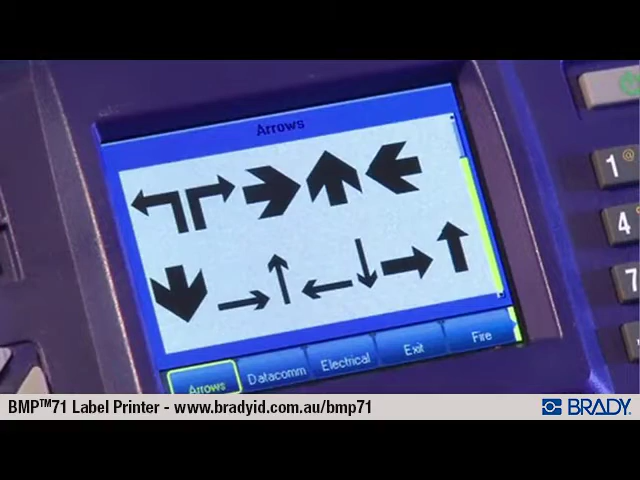 Arrows
1 @
4
7
Arrows Datacomm Electrical Exit Fire
BMP™71 Label Printer - www.bradyid.com.au/bmp71
BRADY.